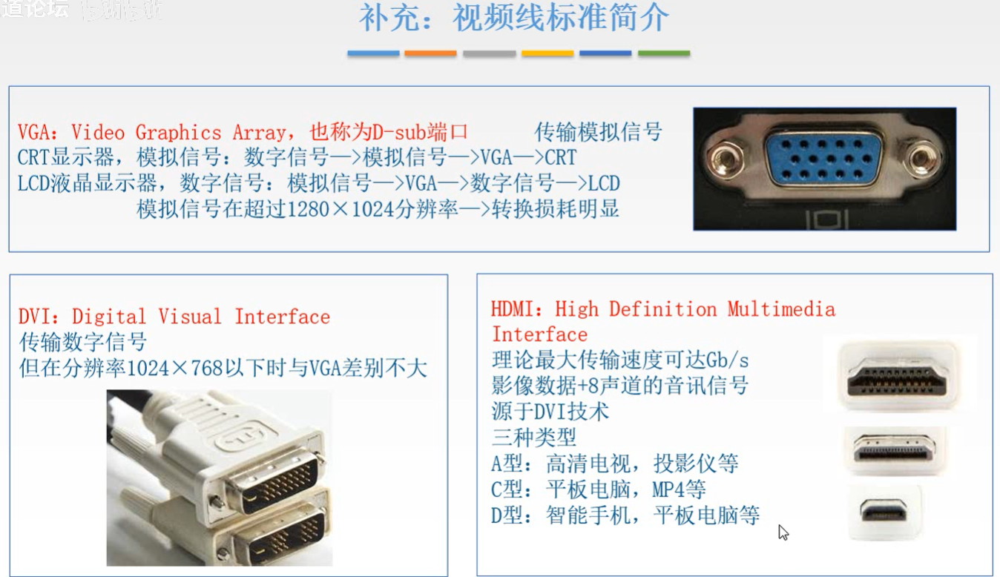 道论坛 bilibili
补充：视频线标准简介
VGA：Video Graphics Array，也称为D-sub端口 传输模拟信号
CRT显示器，模拟信号：数字信号—>模拟信号—>VGA—>CRT
LCD液晶显示器，数字信号：模拟信号—>VGA—>数字信号—>LCD
模拟信号在超过1280×1024分辨率—>转换损耗明显
DVI：Digital Visual Interface
传输数字信号
但在分辨率1024×768以下时与VGA差别不大
HDMI：High Definition Multimedia
Interface
理论最大传输速度可达Gb/s
影像数据+8声道的音讯信号
源于DVI技术
三种类型
A型：高清电视，投影仪等
C型：平板电脑，MP4等
D型：智能手机，平板电脑等